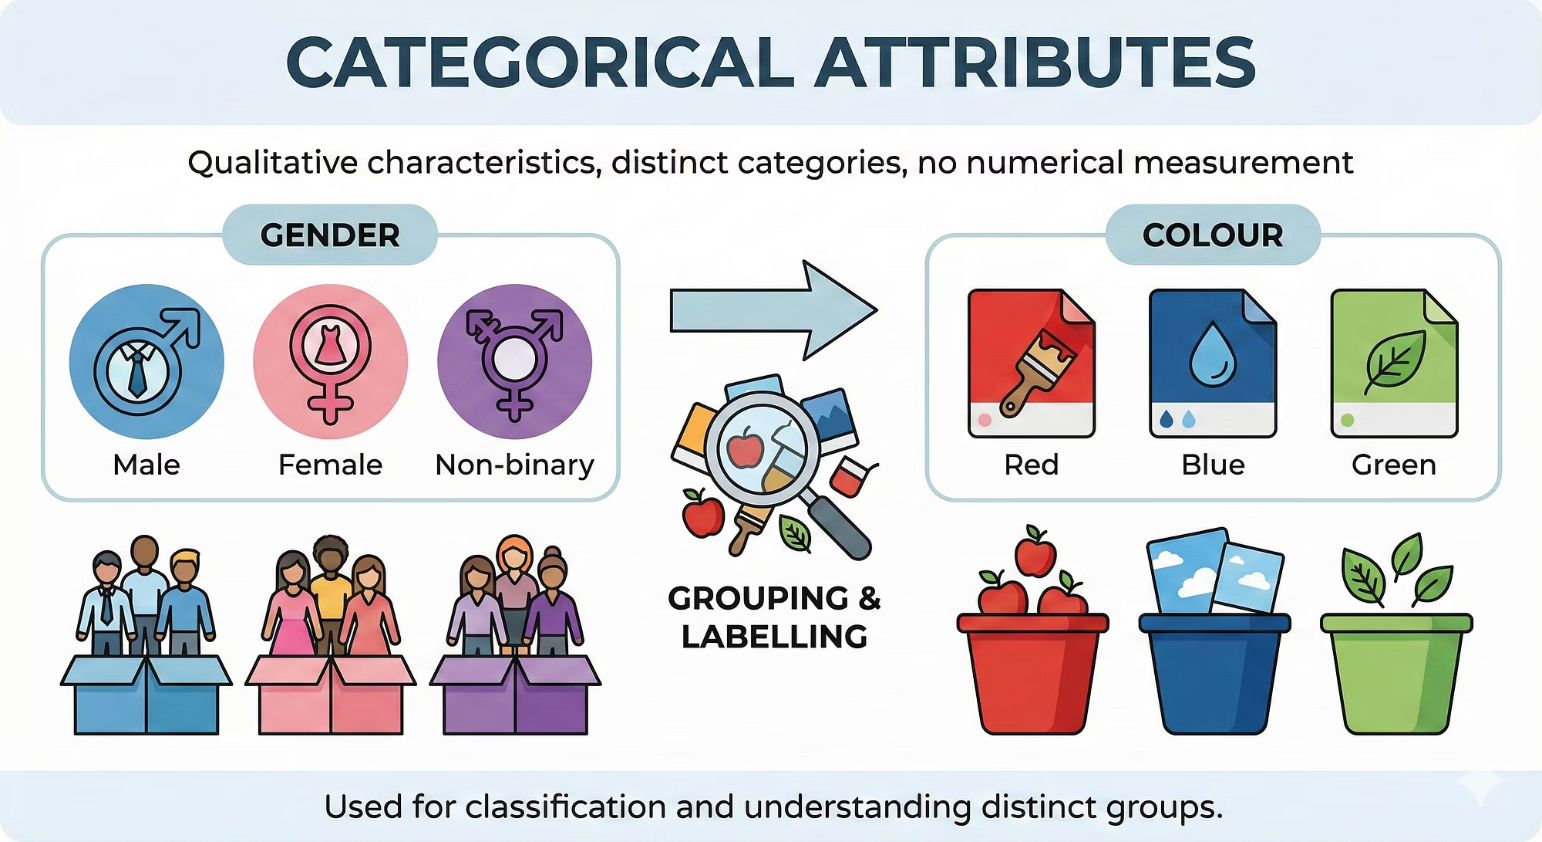 CATEGORICAL ATTRIBUTES
Qualitative characteristics, distinct categories, no numerical measurement
GENDER
Male
Female
Non-binary
GROUPING &
LABELLING
COLOUR
Red
Blue
Green
Used for classification and understanding distinct groups.